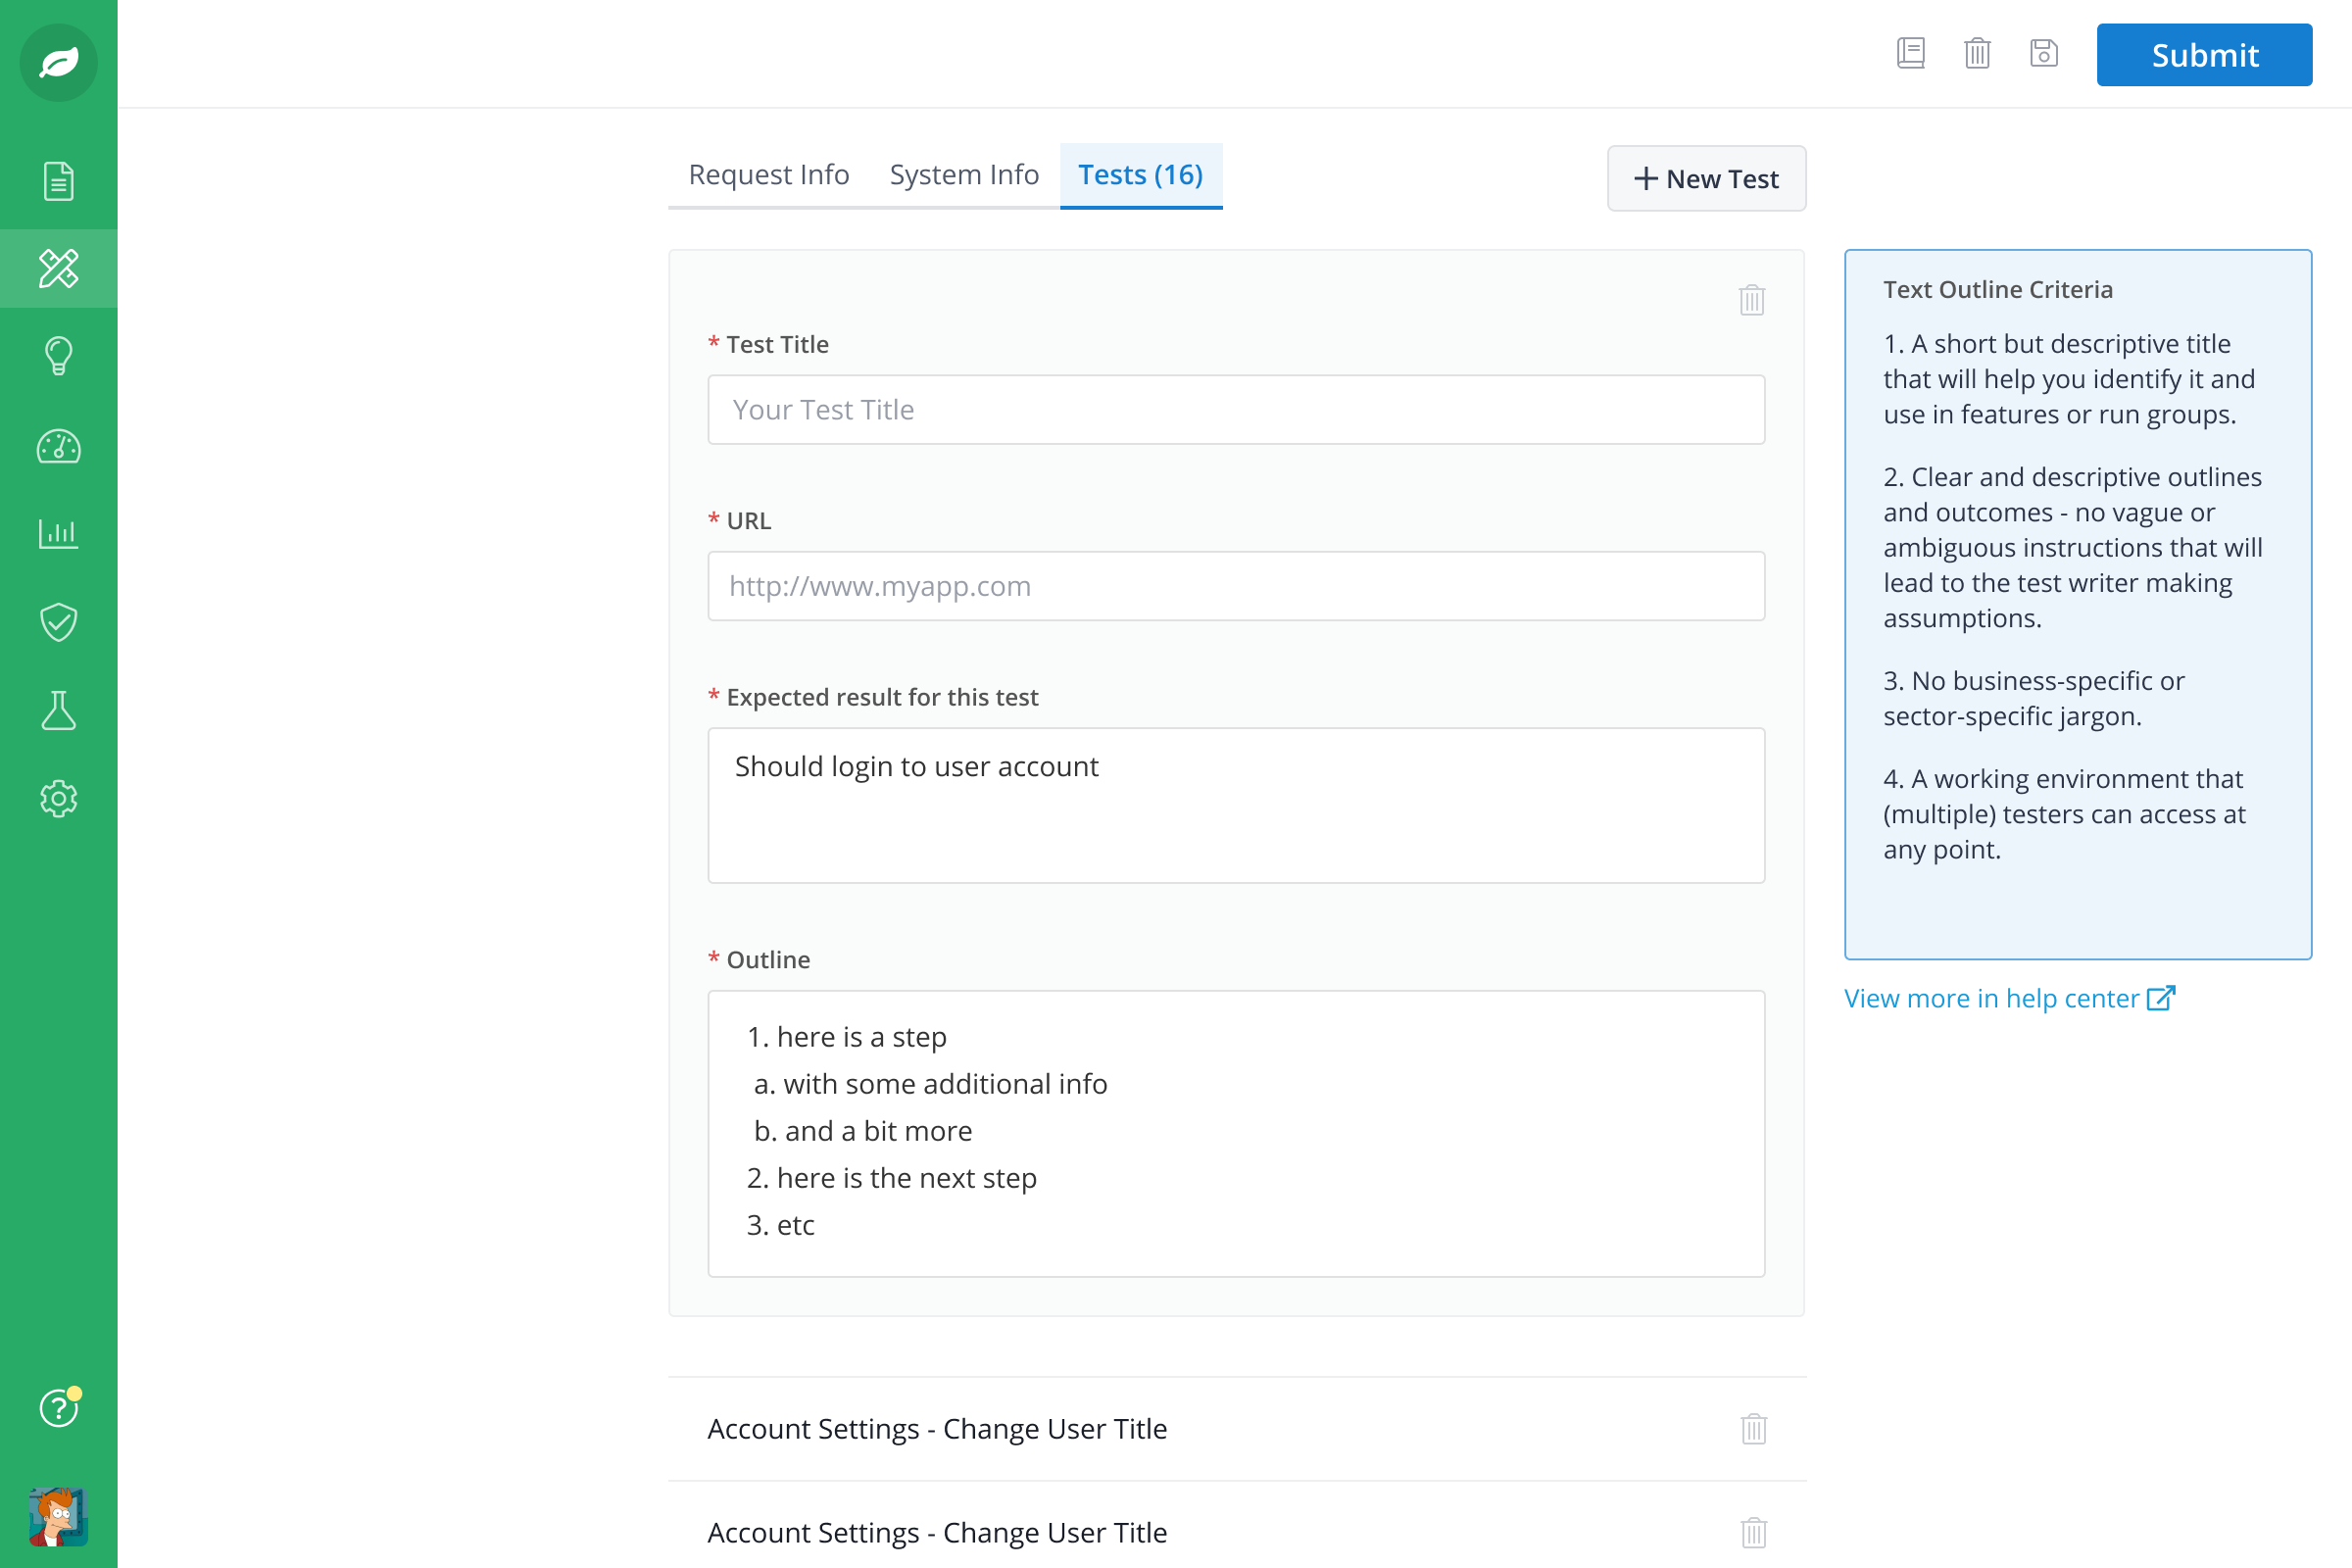 Submit
Request Info
System Info
Tests (16)
New Test
Text Outline Criteria
1. A short but descriptive title
that will help you identify it and
use in features or run groups.
2. Clear and descriptive outlines
and outcomes - no vague or
ambiguous instructions that will
lead to the test writer making
assumptions.
3. No business-specific or
sector-specific jargon.
4. A working environment that
(multiple) testers can access at
any point.
View more in help center
* Test Title
Your Test Title
* URL
http://www.myapp.com
* Expected result for this test
Should login to user account
* Outline
1. here is a step
a. with some additional info
b. and a bit more
2. here is the next step
3. etc
Account Settings - Change User Title
Account Settings - Change User Title